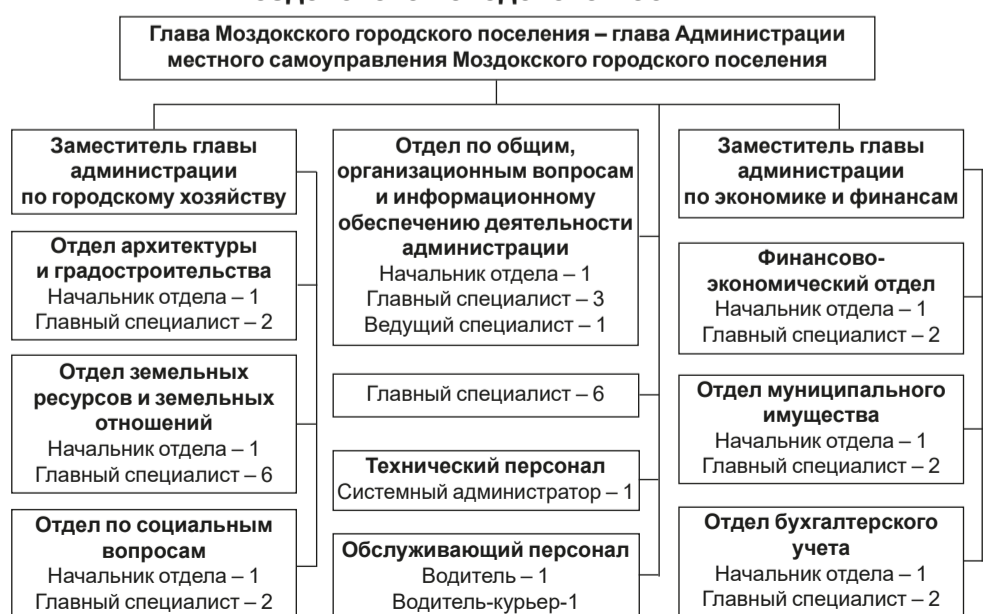 Глава Моздокского городского поселения – глава Администрации
местного самоуправления Моздокского городского поселения
Заместитель главы
администрации
по городскому хозяйству
Отдел архитектуры
и градостроительства
Начальник отдела – 1
Главный специалист – 2
Отдел земельных
ресурсов и земельных
отношений
Начальник отдела – 1
Главный специалист – 6
Отдел по социальным
вопросам
Начальник отдела – 1
Главный специалист – 2
Отдел по общим,
организационным вопросам
и информационному
обеспечению деятельности
администрации
Начальник отдела – 1
Главный специалист – 3
Ведущий специалист – 1
Главный специалист – 6
Технический персонал
Системный администратор – 1
Обслуживающий персонал
Водитель – 1
Водитель-курьер-1
Заместитель главы
администрации
по экономике и финансам
Финансово-
экономический отдел
Начальник отдела – 1
Главный специалист – 2
Отдел муниципального
имущества
Начальник отдела – 1
Главный специалист – 2
Отдел бухгалтерского
учета
Начальник отдела – 1
Главный специалист – 2